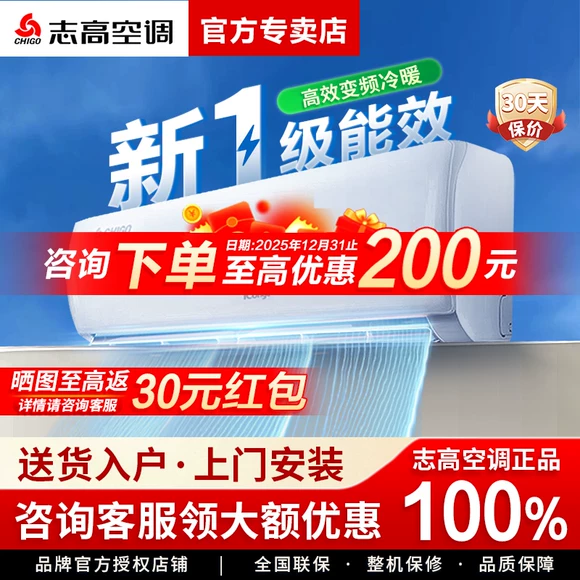 CHIGO 志高空调 官方专卖店
高效变频冷暖
30天
保价
新1级能效
CHIGO
日期:2025年12月31止
咨询下单至高优惠200元
晒图至高返
详情请咨询客服
30元红包
送货入户·上门安装
志高空调正品
咨询客服领大额优惠
100%
品牌官方授权店铺
全国联保 · 整机保修 · 品质保障